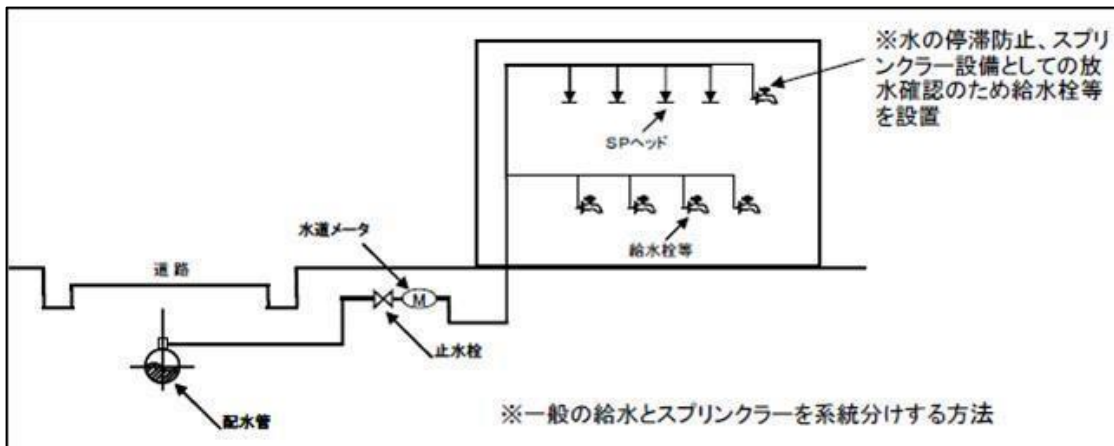 ※水の停滞防止、スプリ
ンクラー設備としての放
水確認のため給水栓等
を設置
SPヘッド
水道メータ
給水栓等
道路
M
止水栓
配水管
※一般の給水とスプリンクラーを系統分けする方法